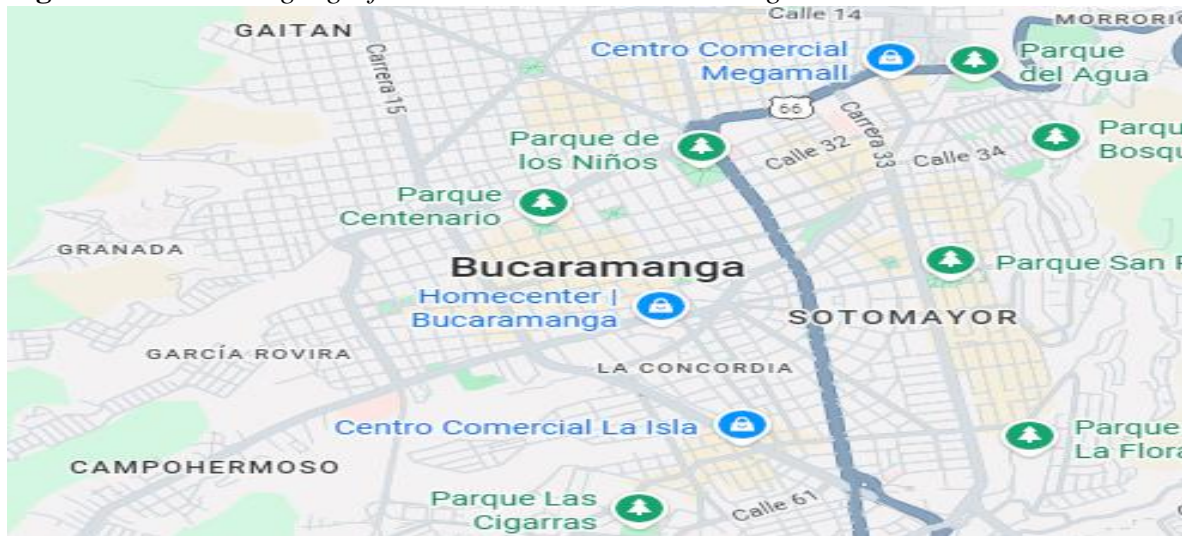 Calle 14
MORRORI
GAITAN
Carrera 15
Centro Comercial
Megamall
Parque
del Agua
66
Carrera 33
Parque de
los Niños
Calle 32
Calle 34
Parqu
Bosqu
Parque
Centenario
GRANADA
Bucaramanga
Parque San
Homecenter |
Bucaramanga
SOTOMAYOR
GARCÍA ROVIRA
LA CONCORDIA
Centro Comercial La Isla
Parque
La Flora
CAMPOHERMOSO
Parque Las
Cigarras
Calle 61